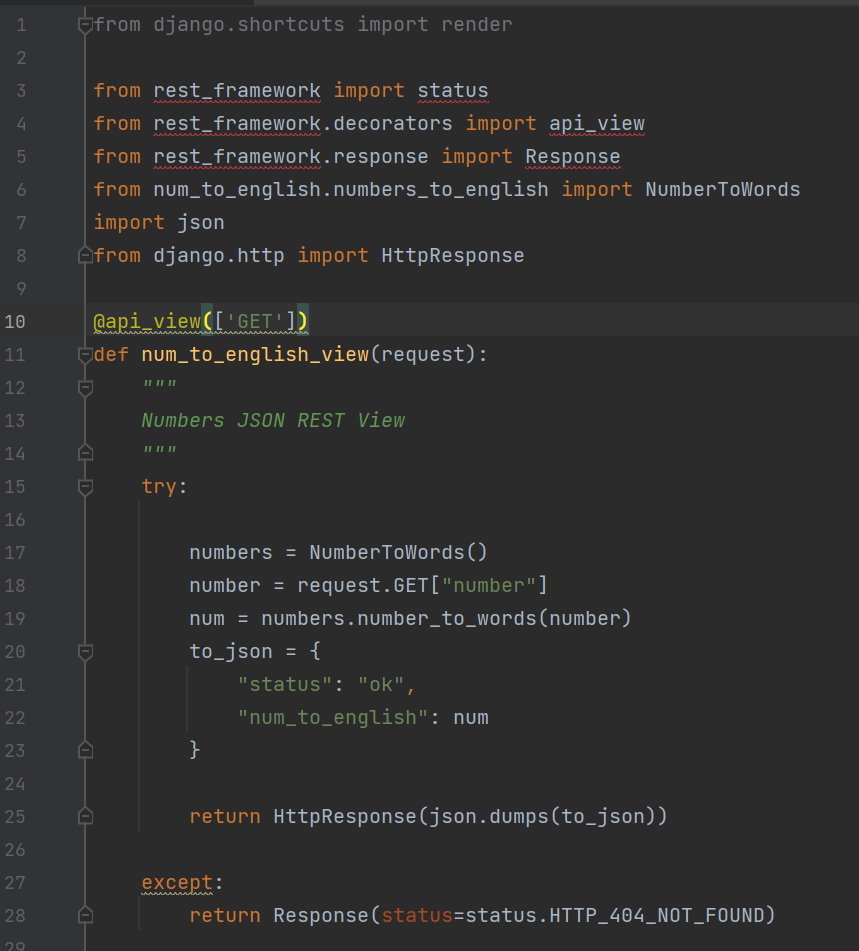 1 from django.shortcuts import render
2
3 from rest_framework import status
4 from rest_framework.decorators import api_view
5 from rest_framework.response import Response
6 from num_to_english.numbers_to_english import NumberToWords
7 import json
8 from django.http import HttpResponse
9
10 @api_view(['GET'])
11 def num_to_english_view(request):
12     """
13     Numbers JSON REST View
14     """
15     try:
16
17         numbers = NumberToWords()
18         number = request.GET["number"]
19         num = numbers.number_to_words(number)
20         to_json = {
21             "status": "ok",
22             "num_to_english": num
23         }
24
25         return HttpResponse(json.dumps(to_json))
26
27     except:
28         return Response(status=status.HTTP_404_NOT_FOUND)
29